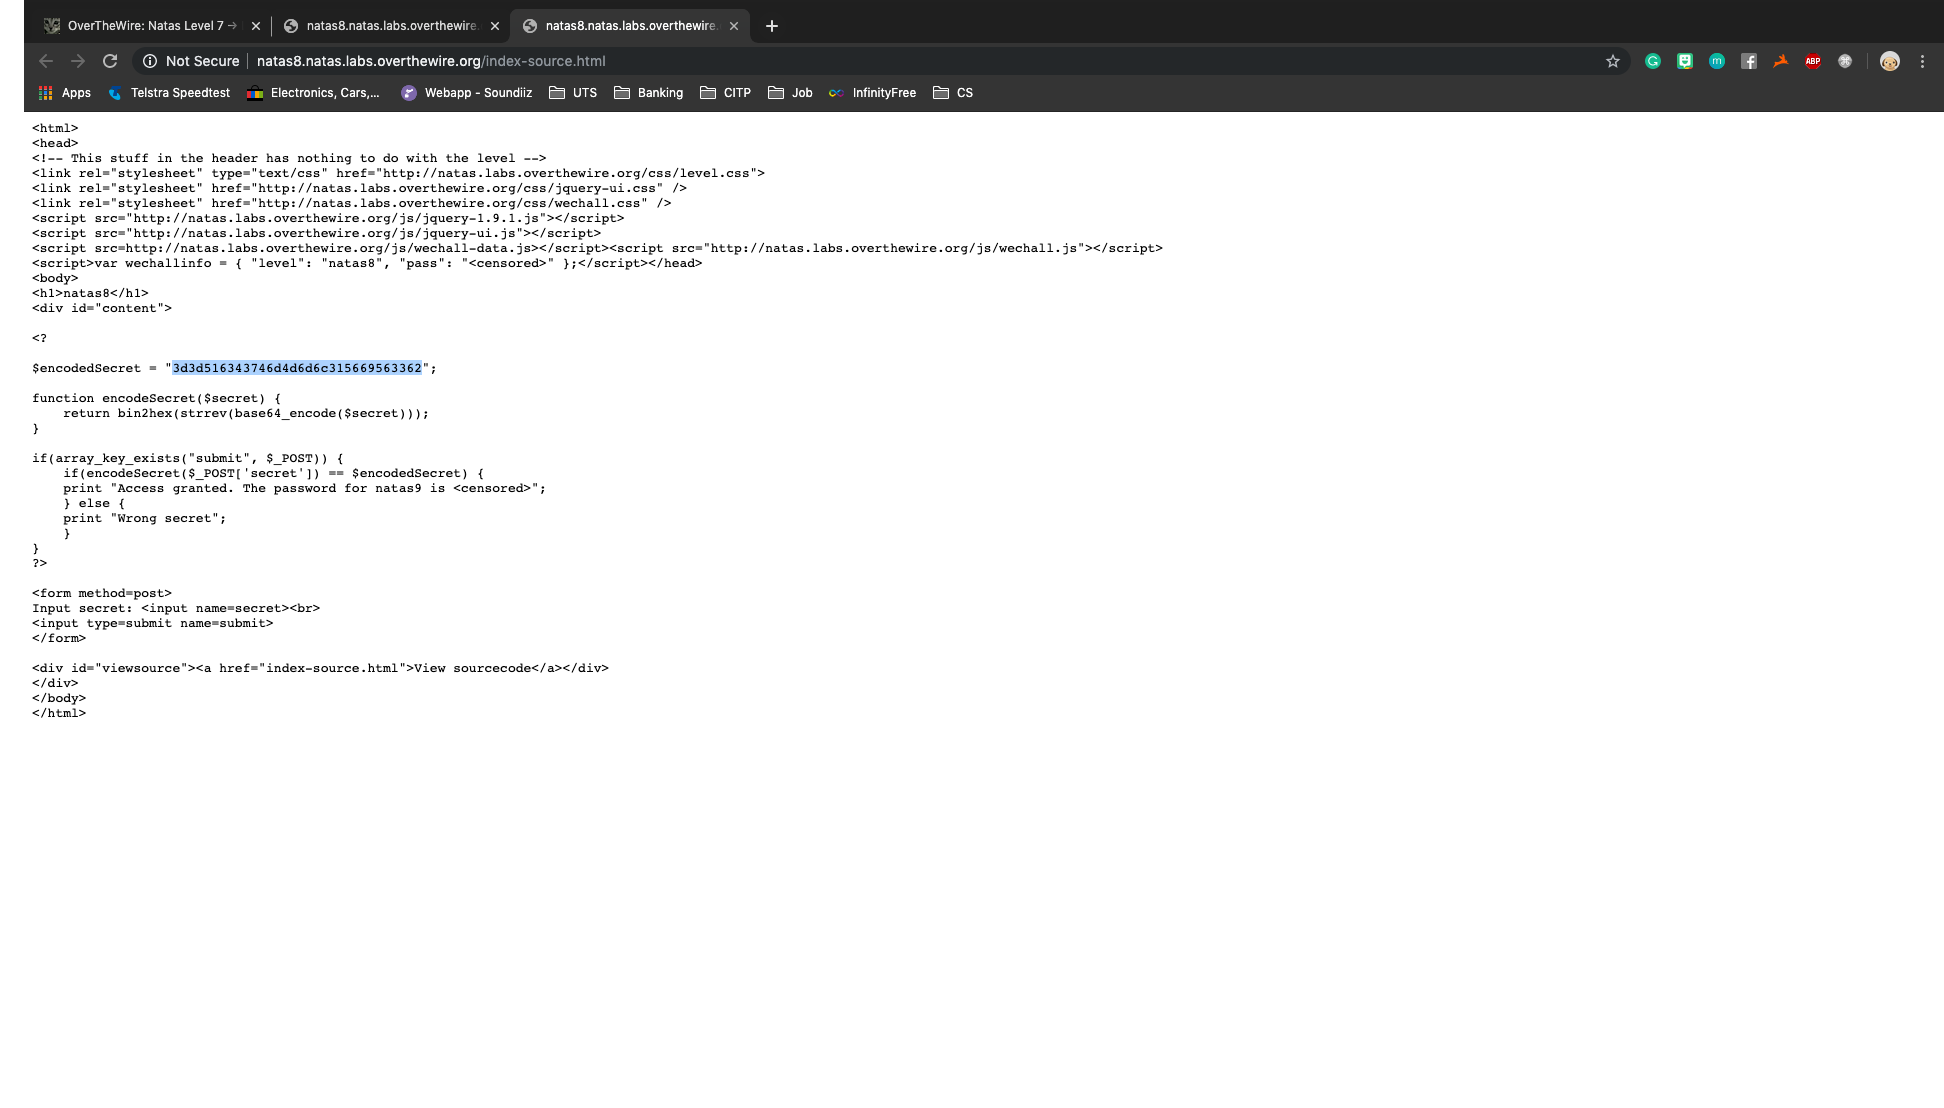 OverTheWire: Natas Level 7 →
natas8.natas.labs.overthewire.
natas8.natas.labs.overthewire.
Not Secure
natas8.natas.labs.overthewire.org/index-source.html
ABP
Apps
Telstra Speedtest
Electronics, Cars,...
Webapp - Soundiiz
UTS
Banking
CITP
Job
InfinityFree
CS
<html>
<head>
<!-- This stuff in the header has nothing to do with the level -->
<link rel="stylesheet" type="text/css" href="http://natas.labs.overthewire.org/css/level.css">
<link rel="stylesheet" href="http://natas.labs.overthewire.org/css/jquery-ui.css" />
<link rel="stylesheet" href="http://natas.labs.overthewire.org/css/wechall.css" />
<script src="http://natas.labs.overthewire.org/js/jquery-1.9.1.js"></script>
<script src="http://natas.labs.overthewire.org/js/jquery-ui.js"></script>
<script src=http://natas.labs.overthewire.org/js/wechall-data.js></script><script src="http://natas.labs.overthewire.org/js/wechall.js"></script>
<script>var wechallinfo = { "level": "natas8", "pass": "<censored>" };</script></head>
<body>
<h1>natas8</h1>
<div id="content">
<?
$encodedSecret = "3d3d516343746d4d6d6c315669563362";
function encodeSecret($secret) {
    return bin2hex(strrev(base64_encode($secret)));
}
if(array_key_exists("submit", $_POST)) {
    if(encodeSecret($_POST['secret']) == $encodedSecret) {
    print "Access granted. The password for natas9 is <censored>";
    } else {
    print "Wrong secret";
    }
}
?>
<form method=post>
Input secret: <input name=secret><br>
<input type=submit name=submit>
</form>
<div id="viewsource"><a href="index-source.html">View sourcecode</a></div>
</div>
</body>
</html>